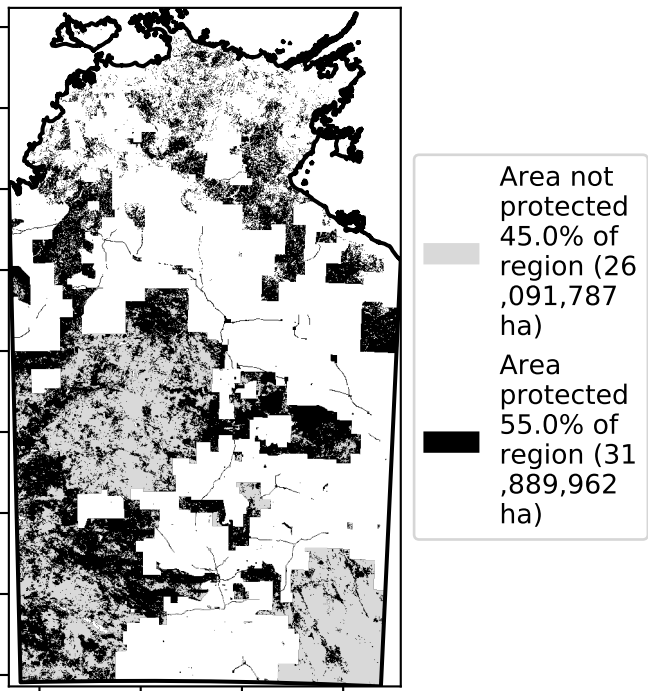 Area not
protected
45.0% of
region (26
,091,787
ha)
Area
protected
55.0% of
region (31
,889,962
ha)